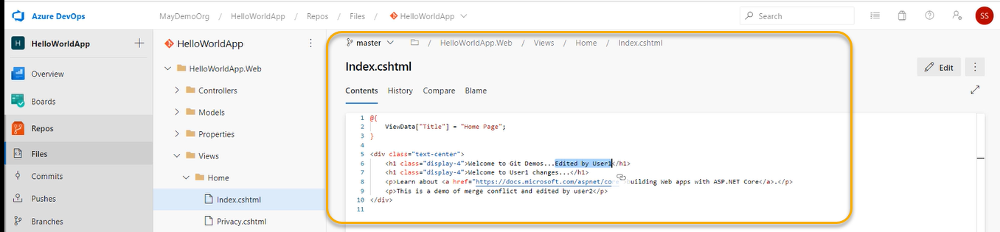 Azure DevOps
MayDemoOrg / HelloWorldApp / Repos / Files / HelloWorldApp
Search
SS
H HelloWorldApp
Overview
Boards
Repos
Files
Commits
Pushes
Branches
HelloWorldApp
HelloWorldApp.Web
Controllers
Models
Properties
Views
Home
Index.cshtml
Privacy.cshtml
master / HelloWorldApp.Web / Views / Home / Index.cshtml
Index.cshtml
Edit
Contents History Compare Blame
1 @{
2 ViewData["Title"] = "Home Page";
3 }
4
5 <div class="text-center">
6 <h1 class="display-4">Welcome to Git Demos...Edited by User1</h1>
7 <h1 class="display-4">Welcome to User1 changes...</h1>
8 <p>Learn about <a href="https://docs.microsoft.com/aspnet/core building Web apps with ASP.NET Core</a>.</p>
9 <p>This is a demo of merge conflict and edited by user2</p>
10 </div>
11